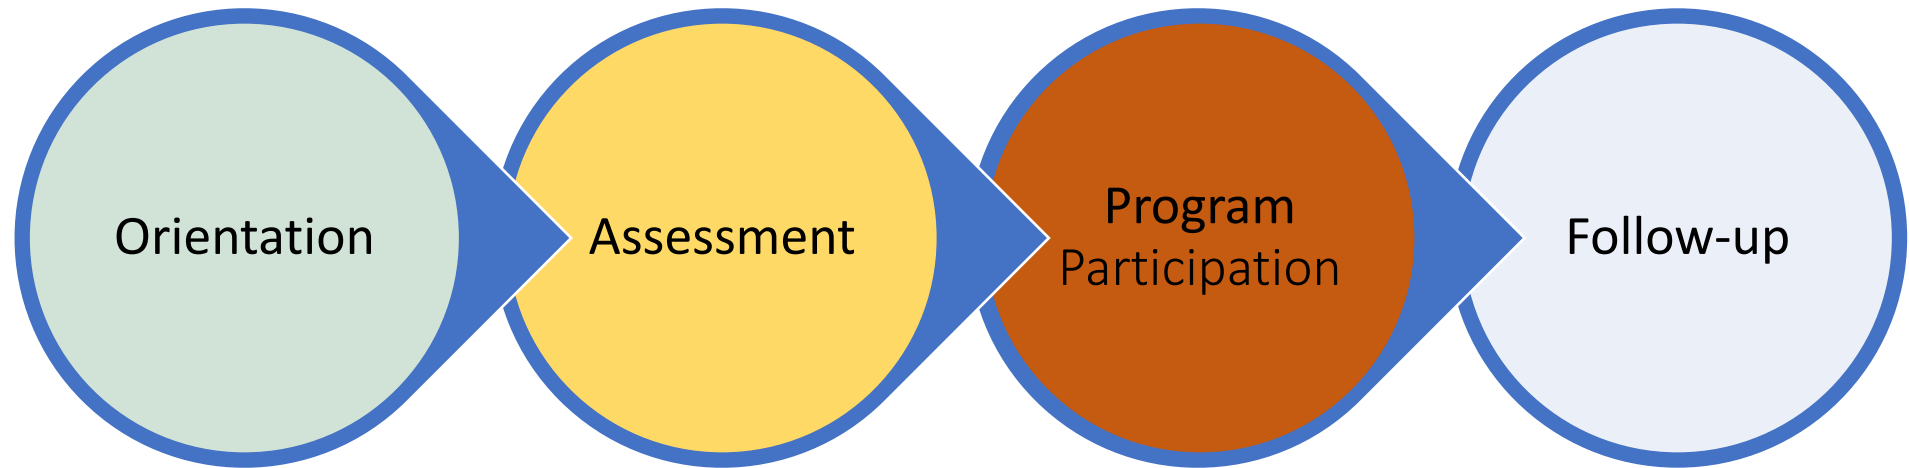 Orientation
Assessment
Program
Participation
Follow-up